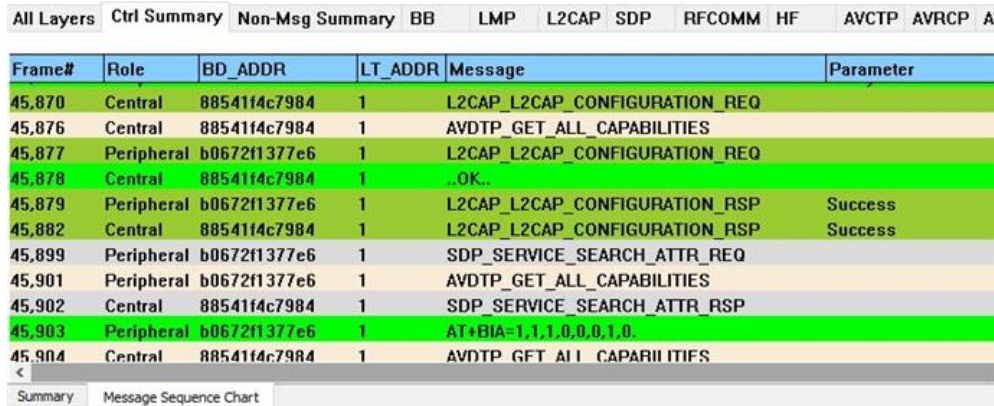 All Layers Ctrl Summary Non-Msg Summary BB LMP L2CAP SDP RFCOMM HF AVCTP AVRCP A
Frame# Role BD_ADDR LT_ADDR Message Parameter
45,870 Central 88541f4c7984 1 L2CAP_L2CAP_CONFIGURATION_REQ
45,876 Central 88541f4c7984 1 AVDTP_GET_ALL_CAPABILITIES
45,877 Peripheral b0672f1377e6 1 L2CAP_L2CAP_CONFIGURATION_REQ
45,878 Central 88541f4c7984 1 ..OK..
45,879 Peripheral b0672f1377e6 1 L2CAP_L2CAP_CONFIGURATION_RSP Success
45,882 Central 88541f4c7984 1 L2CAP_L2CAP_CONFIGURATION_RSP Success
45,899 Peripheral b0672f1377e6 1 SDP_SERVICE_SEARCH_ATTR_REQ
45,901 Peripheral b0672f1377e6 1 AVDTP_GET_ALL_CAPABILITIES
45,902 Central 88541f4c7984 1 SDP_SERVICE_SEARCH_ATTR_RSP
45,903 Peripheral b0672f1377e6 1 AT+BIA=1,1,1,0,0,0,1,0.
45,904 Central 88541f4c7984 1 AVDTP_GET_ALL_CAPABILITIES
Summary Message Sequence Chart